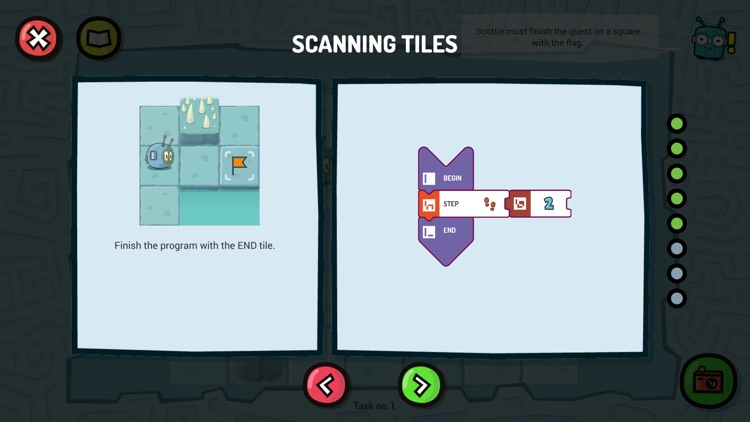 SCANNING TILES
Scottie must finish the quest on a square
with the flag.
Finish the program with the END tile.
BEGIN
STEP 2
END
Task no. 1.